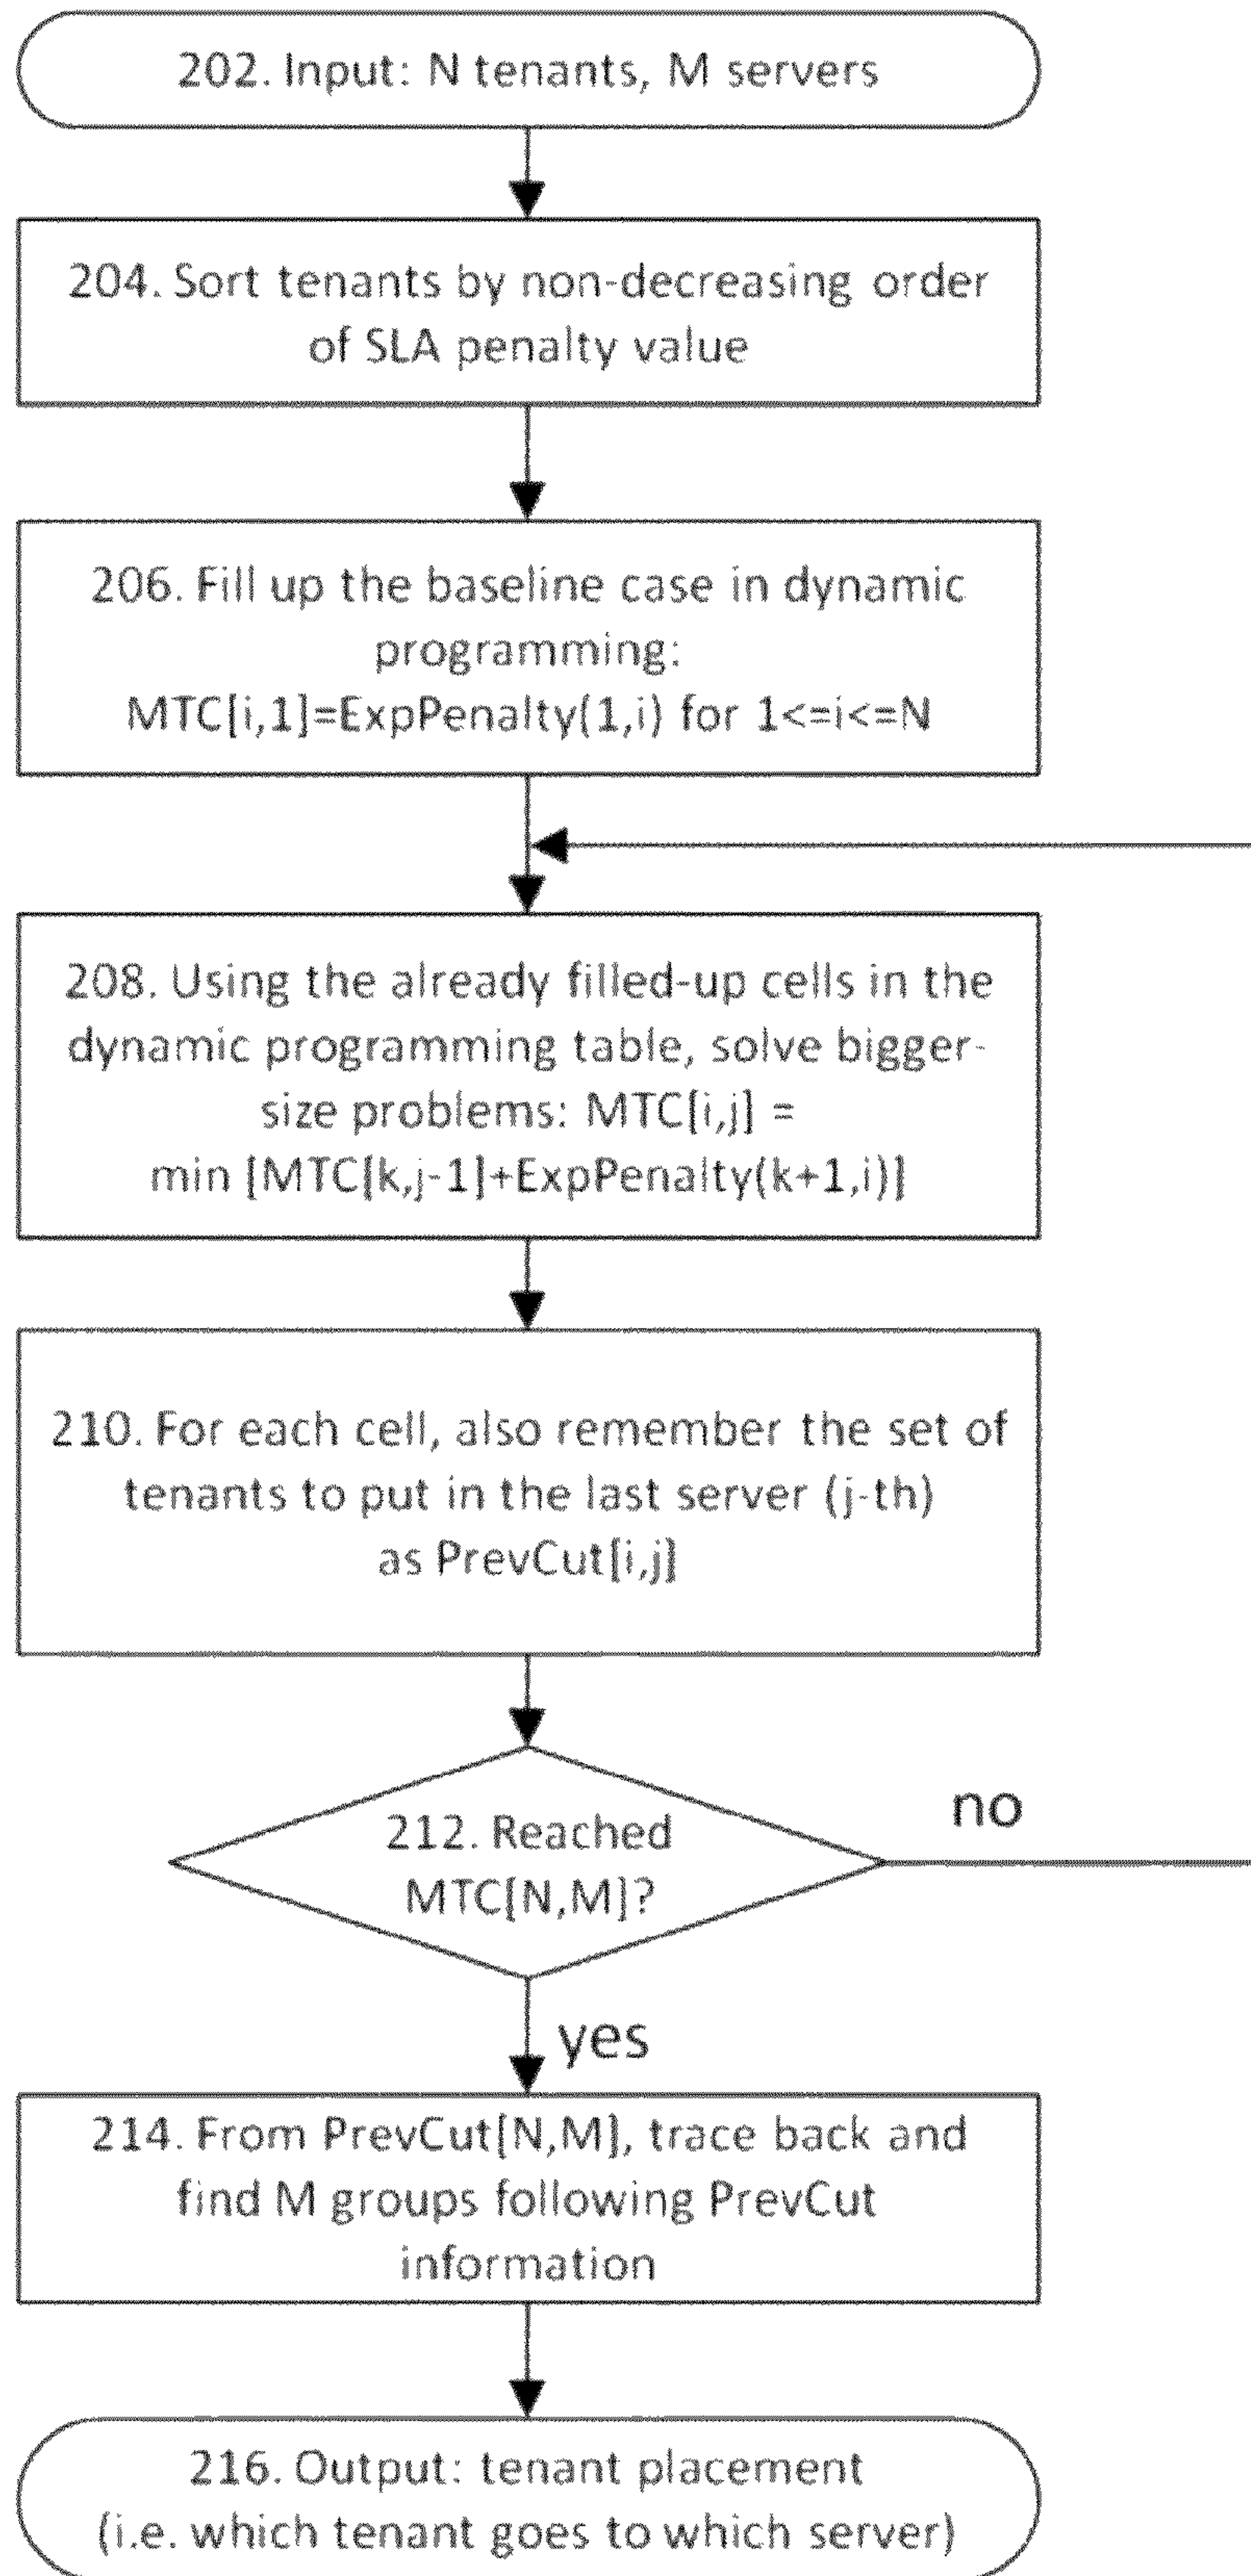 202. Input: N tenants, M servers
204. Sort tenants by non-decreasing order
of SLA penalty value
206. Fill up the baseline case in dynamic
programming:
MTC[i,1]=ExpPenalty(1,i) for 1<=i<=N
208. Using the already filled-up cells in the
dynamic programming table, solve bigger-
size problems: MTC[i,j] =
min [MTC[k,j-1]+ExpPenalty(k+1,i)]
210. For each cell, also remember the set of
tenants to put in the last server (j-th)
as PrevCut[i,j]
212. Reached
MTC[N,M]?
no
yes
214. From PrevCut[N,M], trace back and
find M groups following PrevCut
information
216. Output: tenant placement
(i.e. which tenant goes to which server)